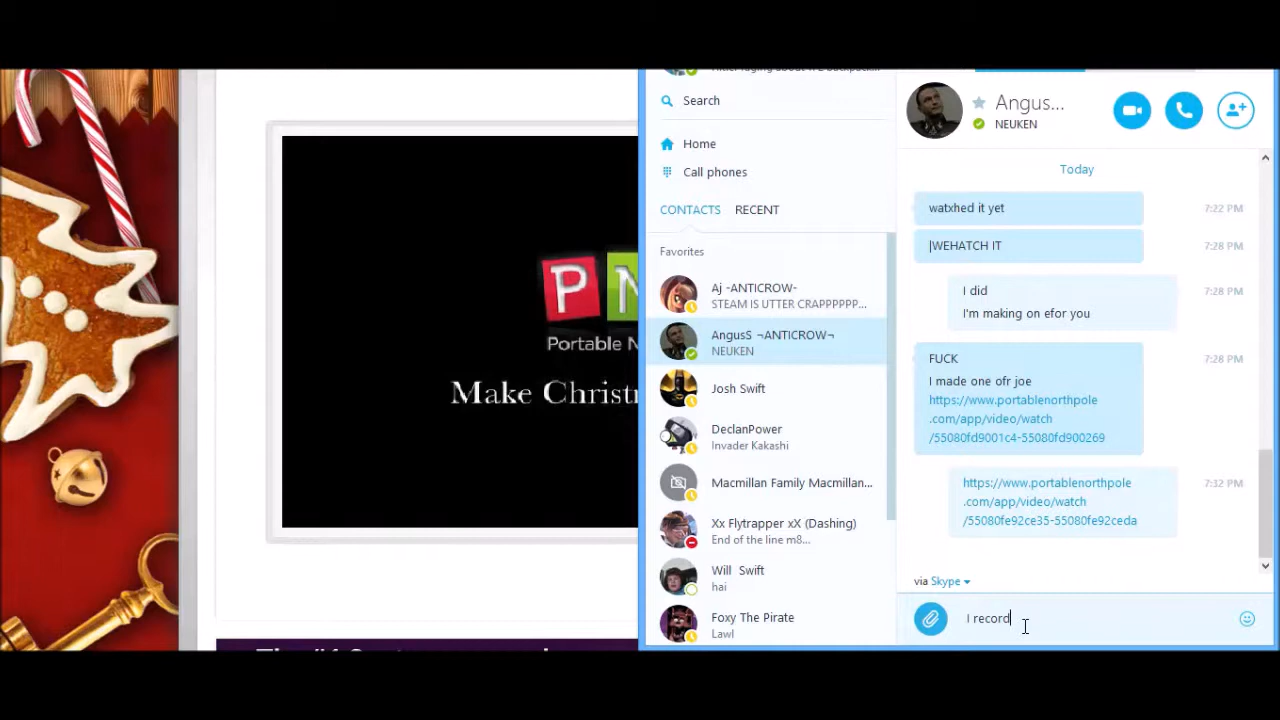 P
Portable N
Make Christ
Search
Home
Call phones
CONTACTS RECENT
Favorites
Aj -ANTICROW-
STEAM IS UTTER CRAPPPPPP...
AngusS ¬ANTICROW¬
NEUKEN
Josh Swift
DeclanPower
Invader Kakashi
Macmillan Family Macmillan...
Xx Flytrapper xX (Dashing)
End of the line m8...
Will Swift
hai
Foxy The Pirate
Lawl
Angus...
NEUKEN
Today
watxhed it yet 7:22 PM
|WEHATCH IT 7:28 PM
I did 7:28 PM
I'm making on efor you
FUCK 7:28 PM
I made one ofr joe
https://www.portablenorthpole
.com/app/video/watch
/55080fd9001c4-55080fd900269
https://www.portablenorthpole 7:32 PM
.com/app/video/watch
/55080fe92ce35-55080fe92ceda
via Skype
I record